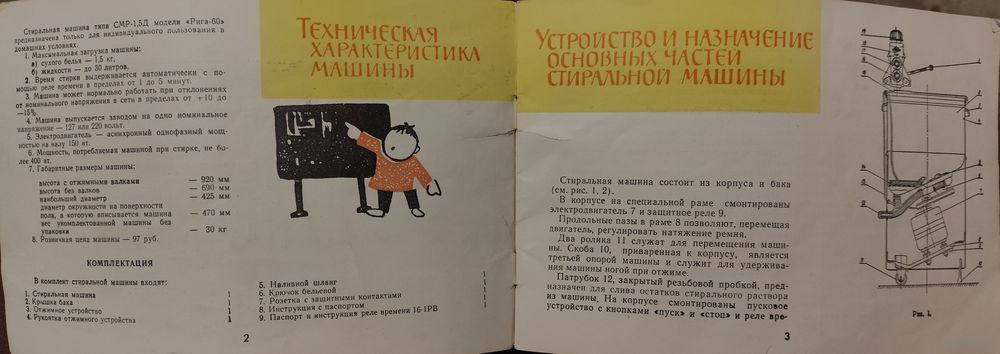 Стиральная машина типа СМР-1,5Д модели «Рига-60»
предназначена только для индивидуального пользования в
домашних условиях.
1. Максимальная загрузка машины:
а) сухого белья — 1,5 кг,
б) жидкости — до 30 литров.
2. Время стирки выдерживается автоматически с по-
мощью реле времени в пределах от 1 до 5 минут.
3. Машина может нормально работать при отклонениях
от номинального напряжения в сети в пределах от +10 до
—15%.
4. Машина выпускается заводом на одно номинальное
напряжение — 127 или 220 вольт.
5. Электродвигатель — асинхронный однофазный мощ-
ностью на валу 150 вт.
6. Мощность, потребляемая машиной при стирке, не бо-
лее 400 вт.
7. Габаритные размеры машины:
высота с отжимными валками — 920 мм
высота без валков — 690 мм
наибольший диаметр — 425 мм
диаметр окружности на поверхности
пола, в которую вписывается машина — 470 мм
вес укомплектованной машины без
упаковки — 30 кг
8. Розничная цена машины — 97 руб.
КОМПЛЕКТАЦИЯ
В комплект стиральной машины входят:
1. Стиральная машина 1
2. Крышка бака 1
3. Отжимное устройство 1
4. Рукоятка отжимного устройства 1
ТЕХНИЧЕСКАЯ
ХАРАКТЕРИСТИКА
МАШИНЫ
5. Наливной шланг 1
6. Крючок бельевой 1
7. Розетка с защитными контактами 1
8. Инструкция с паспортом 1
9. Паспорт и инструкция реле времени 16-1РВ 1
2
УСТРОЙСТВО И НАЗНАЧЕНИЕ
ОСНОВНЫХ ЧАСТЕЙ
СТИРАЛЬНОЙ МАШИНЫ
Стиральная машина состоит из корпуса и бака
(см. рис. 1, 2).
В корпусе на специальной раме смонтированы
электродвигатель 7 и защитное реле 9.
Продольные пазы в раме 8 позволяют, перемещая
двигатель, регулировать натяжение ремня.
Два ролика 11 служат для перемещения маши-
ны. Скоба 10, приваренная к корпусу, является
третьей опорой машины и служит для удержива-
ния машины ногой при отжиме.
Патрубок 12, закрытый резьбовой пробкой, пред-
назначен для слива остатков стирального раствора
из машины. На корпусе смонтированы пусковое
устройство с кнопками «пуск» и «стоп» и реле вре-
3
Рис. 1.